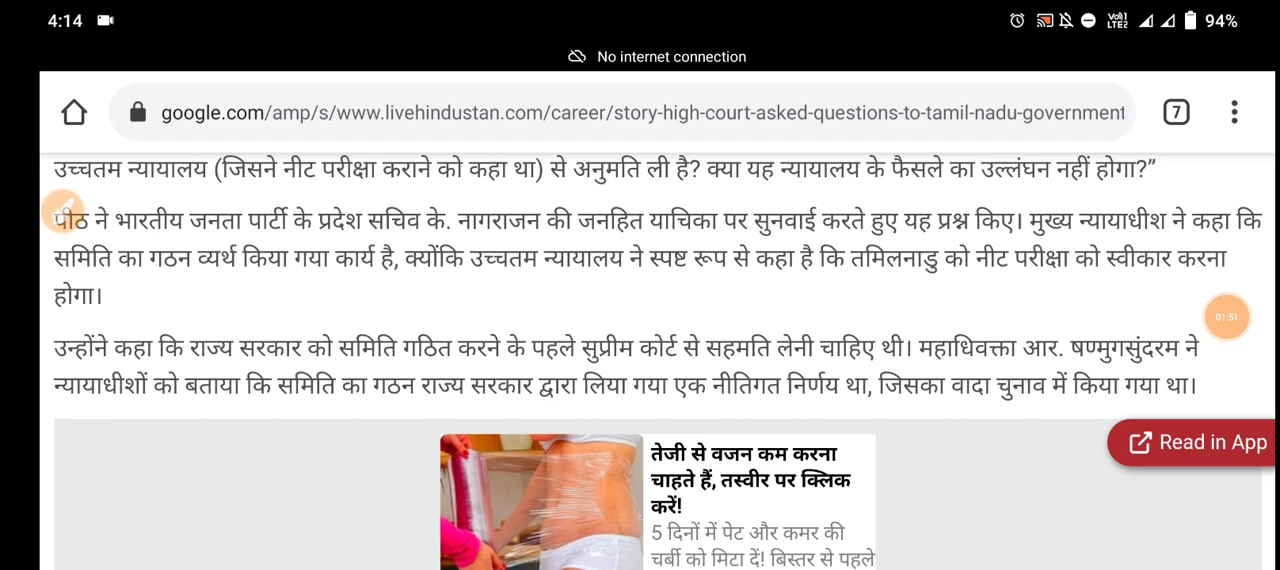 4:14
VoI1 LTE2 94%
No internet connection
google.com/amp/s/www.livehindustan.com/career/story-high-court-asked-questions-to-tamil-nadu-government
7
उच्चतम न्यायालय (जिसने नीट परीक्षा कराने को कहा था) से अनुमति ली है? क्या यह न्यायालय के फैसले का उल्लंघन नहीं होगा?”
पीठ ने भारतीय जनता पार्टी के प्रदेश सचिव के. नागराजन की जनहित याचिका पर सुनवाई करते हुए यह प्रश्न किए। मुख्य न्यायाधीश ने कहा कि
समिति का गठन व्यर्थ किया गया कार्य है, क्योंकि उच्चतम न्यायालय ने स्पष्ट रूप से कहा है कि तमिलनाडु को नीट परीक्षा को स्वीकार करना
होगा।
01:51
उन्होंने कहा कि राज्य सरकार को समिति गठित करने के पहले सुप्रीम कोर्ट से सहमति लेनी चाहिए थी। महाधिवक्ता आर. षण्मुगसुंदरम ने
न्यायाधीशों को बताया कि समिति का गठन राज्य सरकार द्वारा लिया गया एक नीतिगत निर्णय था, जिसका वादा चुनाव में किया गया था।
Read in App
तेजी से वजन कम करना
चाहते हैं, तस्वीर पर क्लिक
करें!
5 दिनों में पेट और कमर की
चर्बी को मिटा दें! बिस्तर से पहले